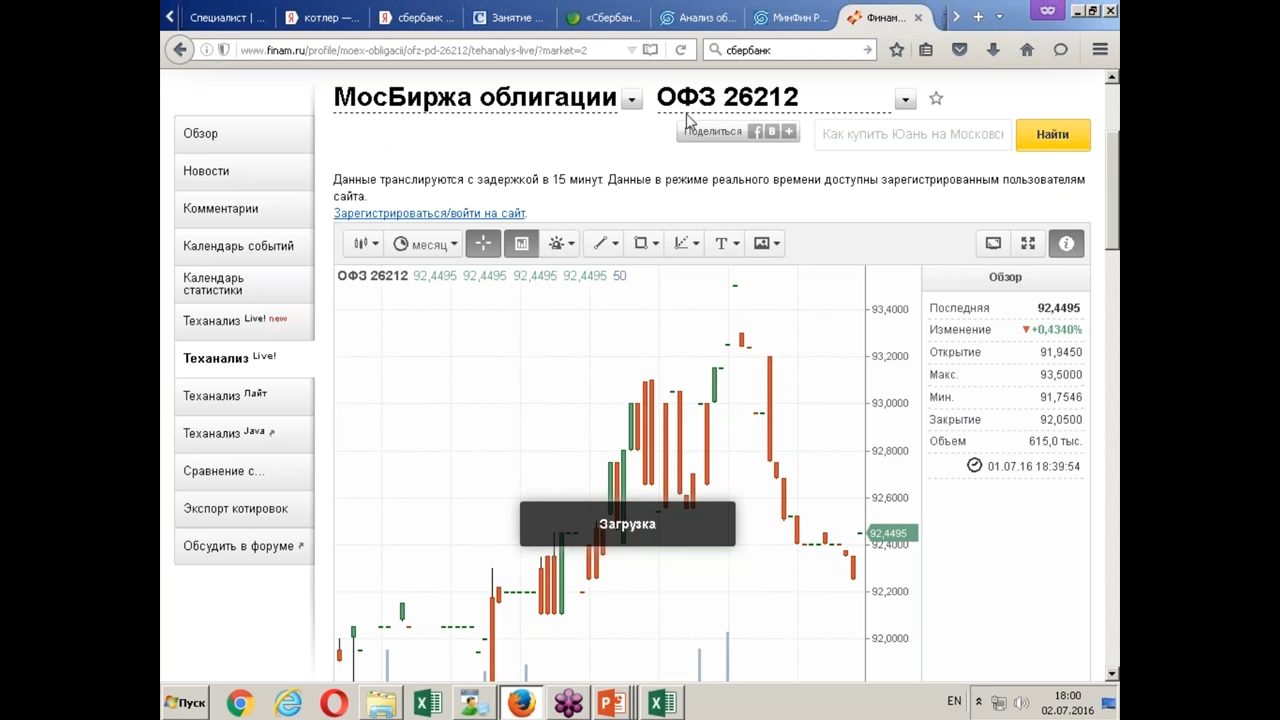 Специалист | ...
котлер —...
сбербанк ...
Занятие ...
«Сбербан...
Анализ об...
МинФин Р...
Финам...
www.finam.ru/profile/moex-obligacii/ofz-pd-26212/tehanalys-live/?market=2
сбербанк
МосБиржа облигации
ОФЗ 26212
Поделиться
Как купить Юань на Московс
Найти
Обзор
Новости
Комментарии
Календарь событий
Календарь
статистики
Теханализ Live! new
Теханализ Live!
Теханализ Лайт
Теханализ Java
Сравнение с...
Экспорт котировок
Обсудить в форуме
Данные транслируются с задержкой в 15 минут. Данные в режиме реального времени доступны зарегистрированным пользователям
сайта.
Зарегистрироваться/войти на сайт.
месяц
T
ОФЗ 26212 92,4495 92,4495 92,4495 92,4495 50
93,4000
93,2000
93,0000
92,8000
92,6000
92,4495
92,4000
92,2000
92,0000
Загрузка
Обзор
Последняя 92,4495
Изменение +0,4340%
Открытие 91,9450
Макс. 93,5000
Мин. 91,7546
Закрытие 92,0500
Объем 615,0 тыс.
01.07.16 18:39:54
Пуск
EN
18:00
02.07.2016